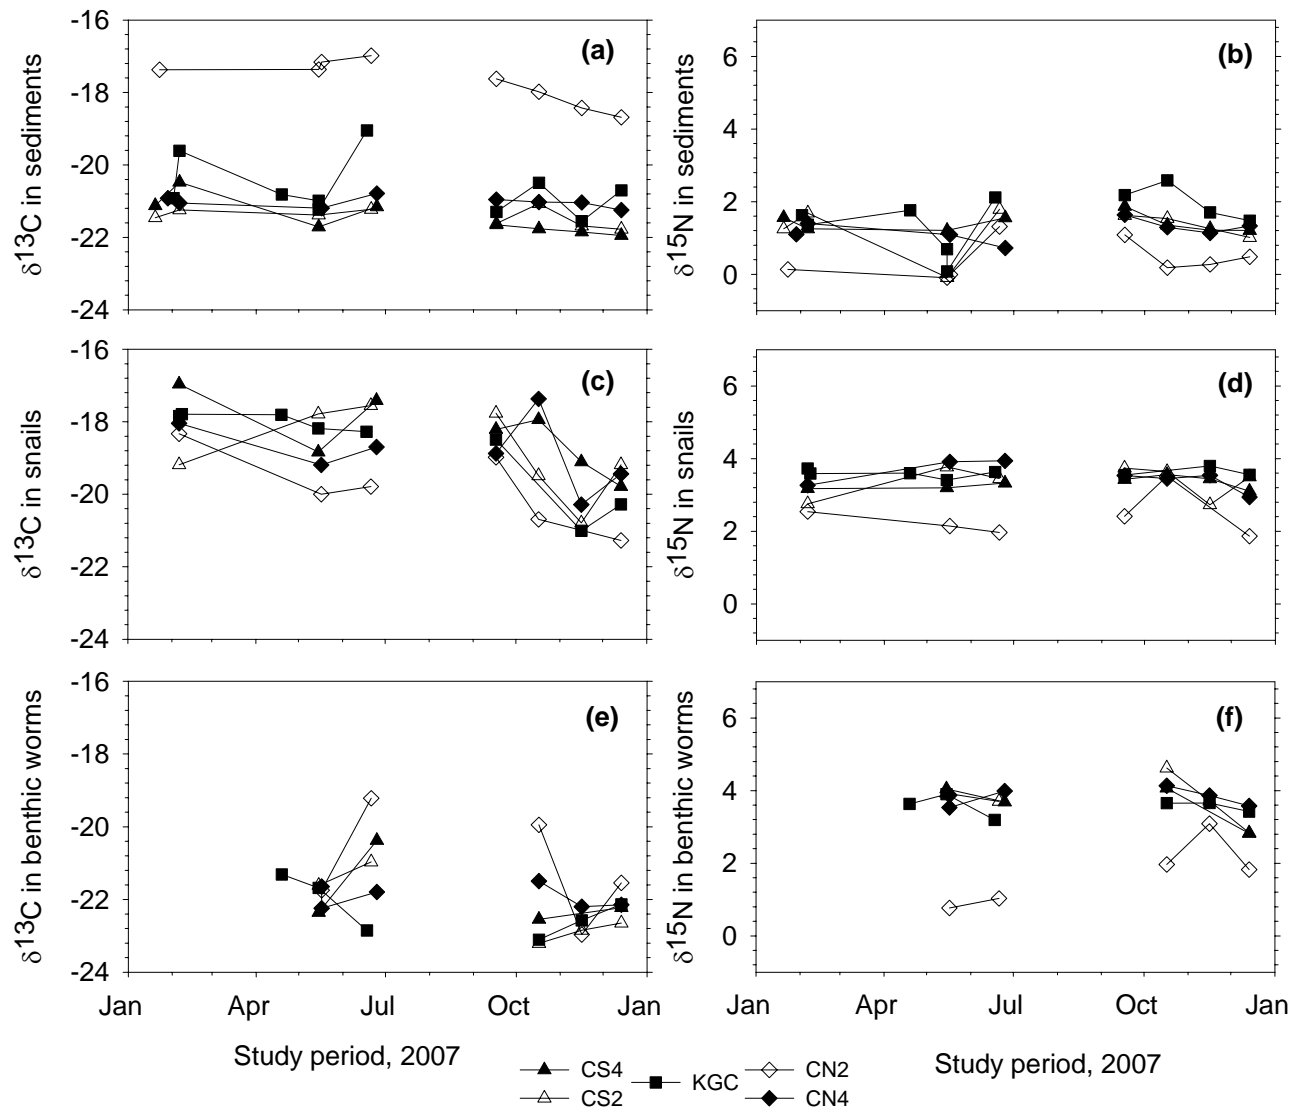 -16
-18
-20
-22
-24
δ13C in sediments
(a)
6
4
2
0
δ15N in sediments
(b)
-16
-18
-20
-22
-24
δ13C in snails
(c)
6
4
2
0
δ15N in snails
(d)
-16
-18
-20
-22
-24
δ13C in benthic worms
(e)
6
4
2
0
δ15N in benthic worms
(f)
Jan Apr Jul Oct Jan
Jan Apr Jul Oct Jan
Study period, 2007
Study period, 2007
CS4
CS2
KGC
CN2
CN4